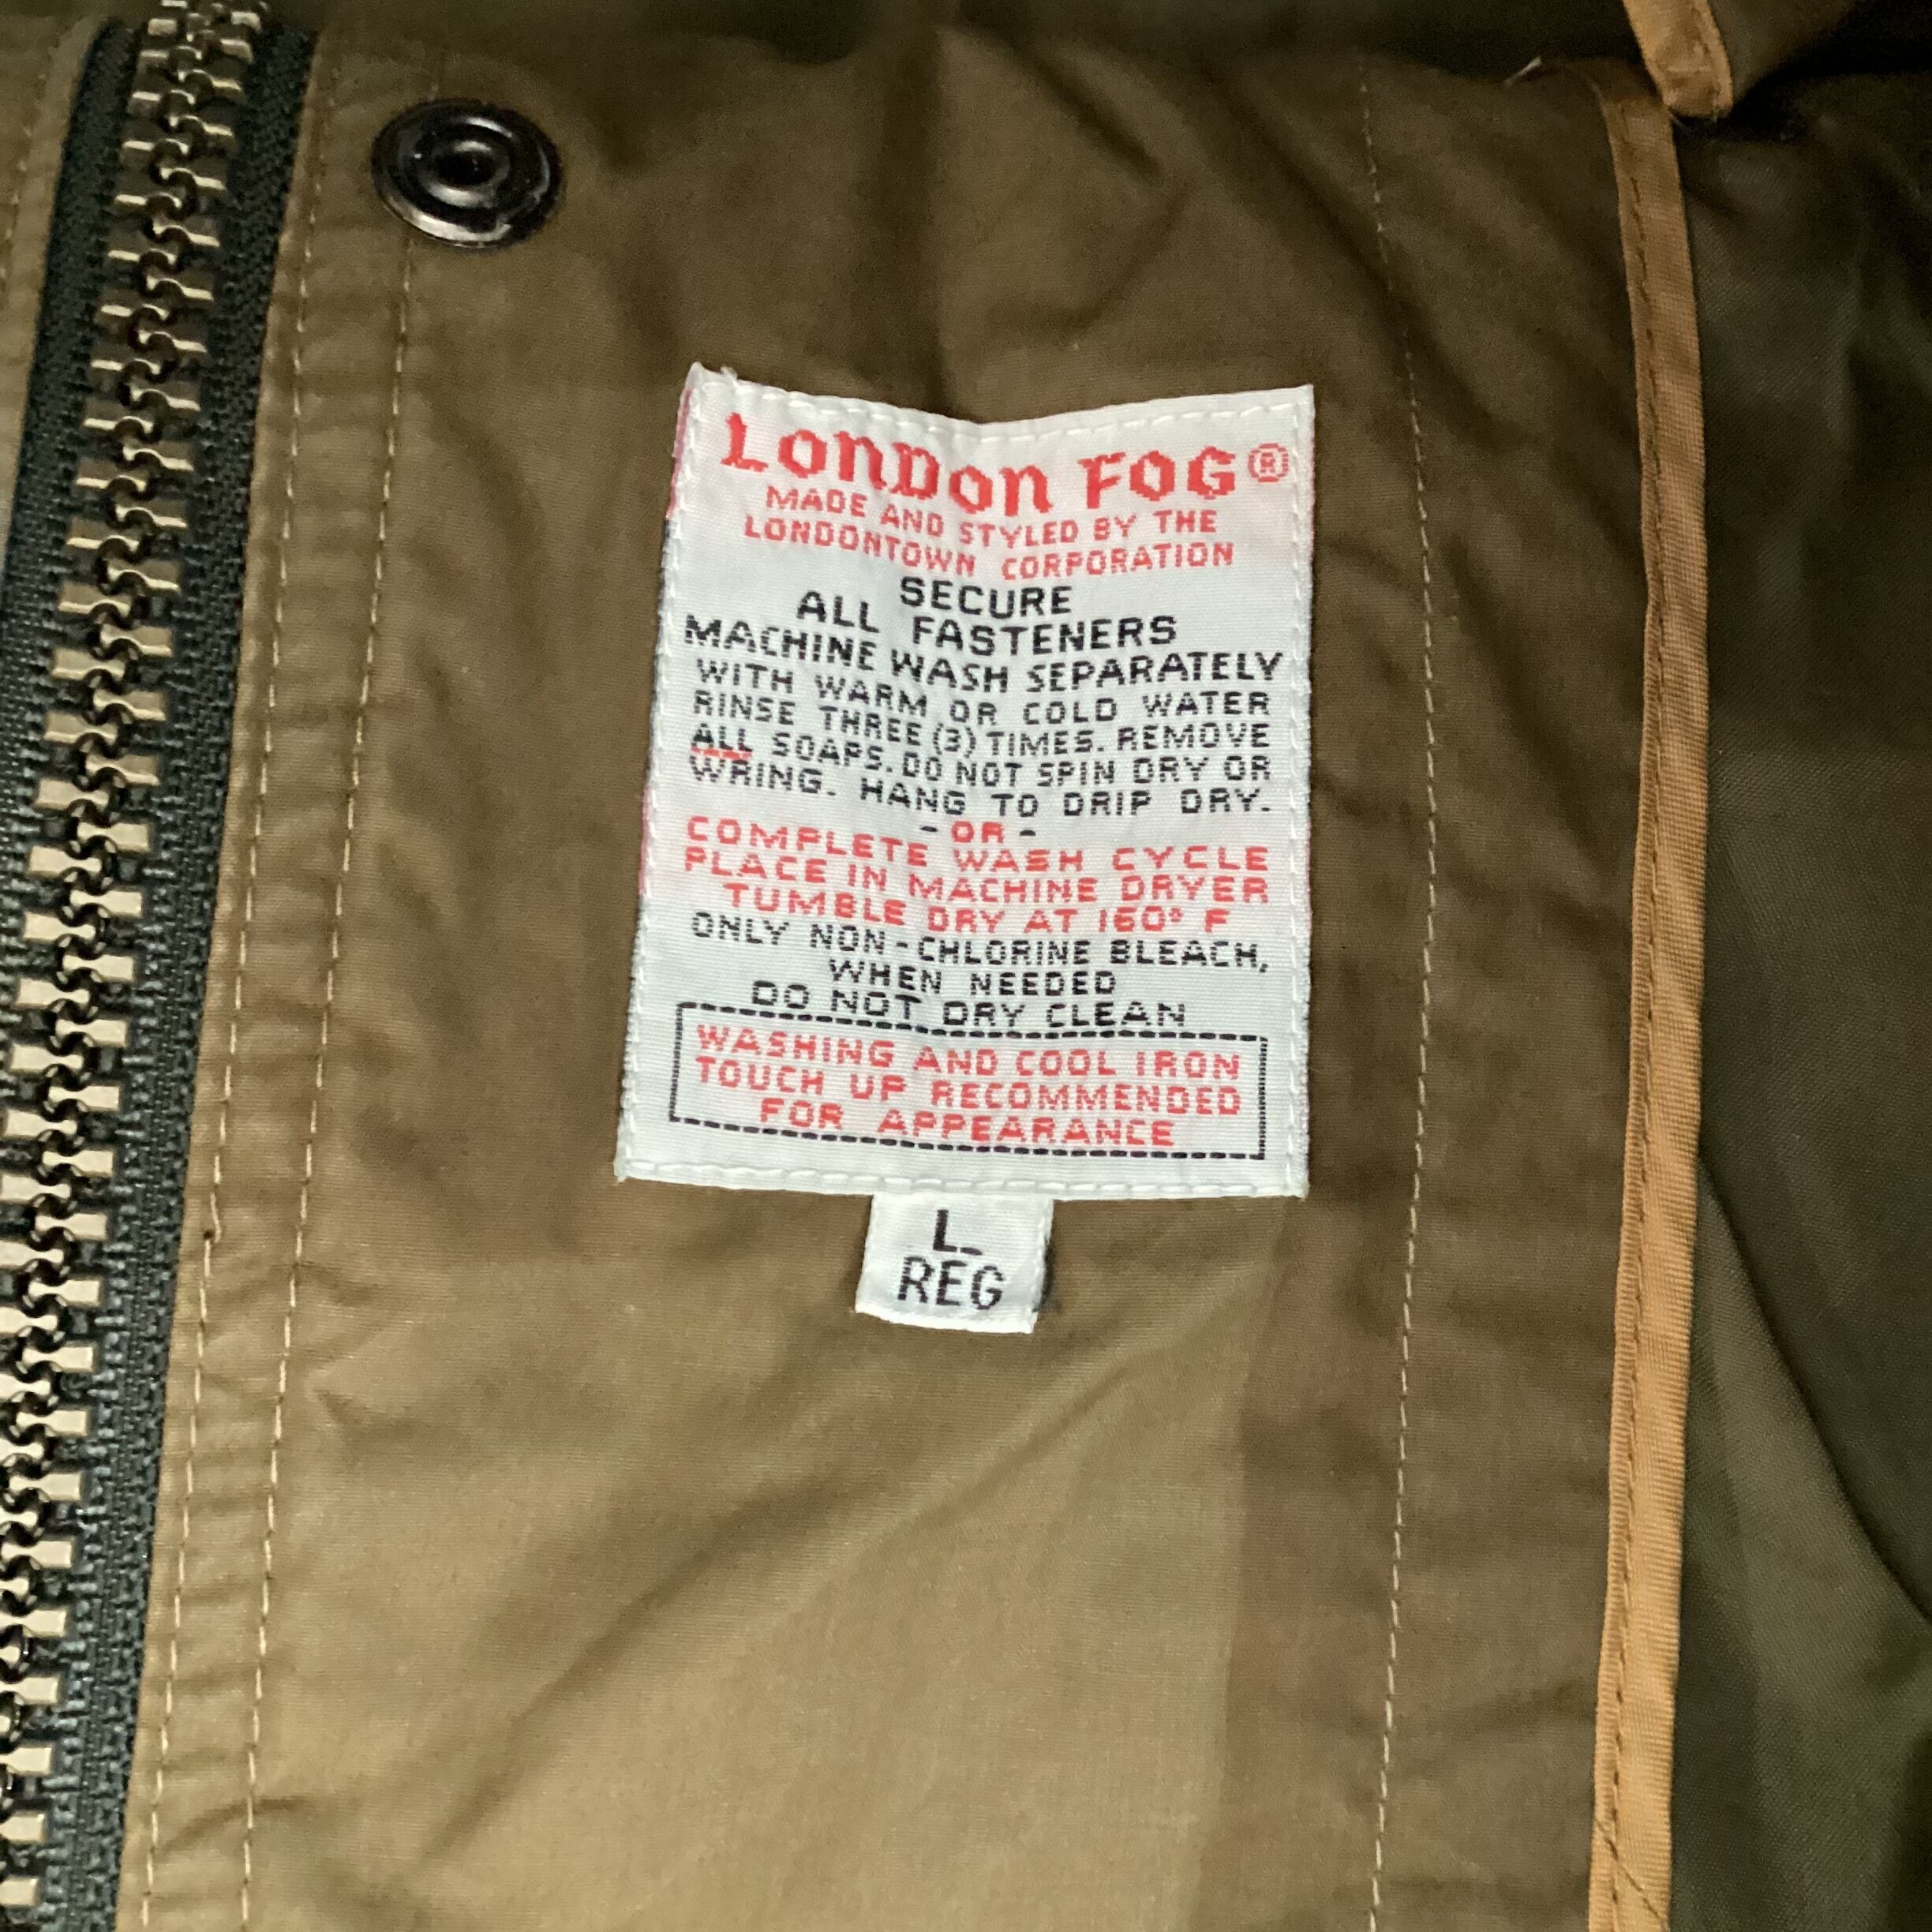 LONDON FOG®
MADE AND STYLED BY THE
LONDONTOWN CORPORATION
SECURE
ALL FASTENERS
MACHINE WASH SEPARATELY
WITH WARM OR COLD WATER
RINSE THREE (3) TIMES. REMOVE
ALL SOAPS. DO NOT SPIN DRY OR
WRING. HANG TO DRIP DRY.
- OR -
COMPLETE WASH CYCLE
PLACE IN MACHINE DRYER
TUMBLE DRY AT 160° F
ONLY NON-CHLORINE BLEACH,
WHEN NEEDED
DO NOT DRY CLEAN
WASHING AND COOL IRON
TOUCH UP RECOMMENDED
FOR APPEARANCE
L
REG